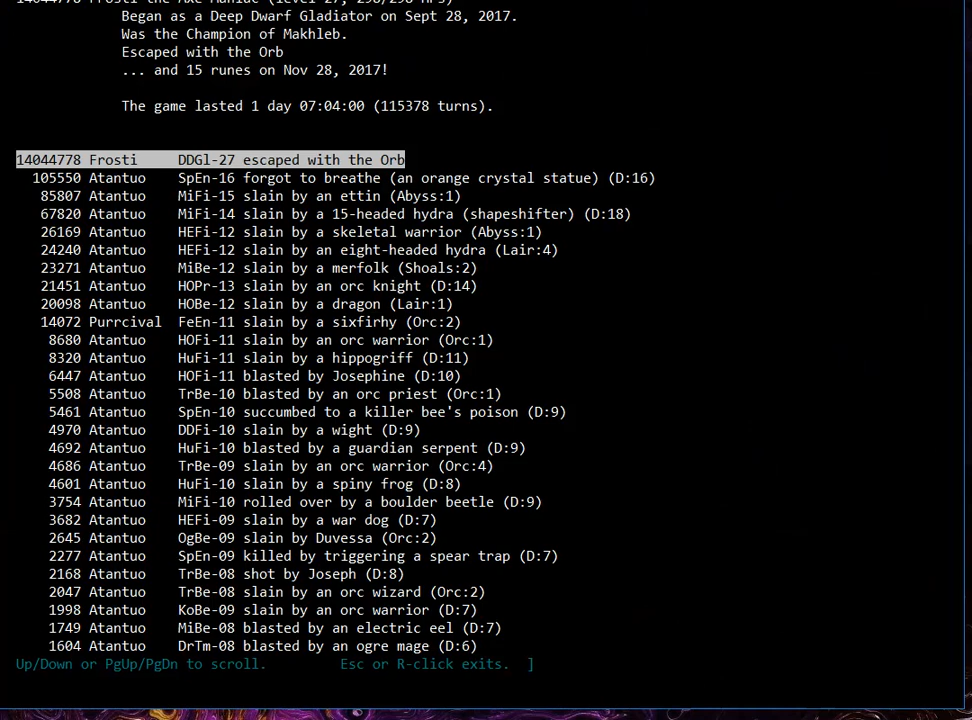 14044778 Frosti the Axe Maniac (level 27, 298/298 HPs)
Began as a Deep Dwarf Gladiator on Sept 28, 2017.
Was the Champion of Makhleb.
Escaped with the Orb
... and 15 runes on Nov 28, 2017!
The game lasted 1 day 07:04:00 (115378 turns).
14044778 Frosti DDGl-27 escaped with the Orb
105550 Atantuo SpEn-16 forgot to breathe (an orange crystal statue) (D:16)
85807 Atantuo MiFi-15 slain by an ettin (Abyss:1)
67820 Atantuo MiFi-14 slain by a 15-headed hydra (shapeshifter) (D:18)
26169 Atantuo HEFi-12 slain by a skeletal warrior (Abyss:1)
24240 Atantuo HEFi-12 slain by an eight-headed hydra (Lair:4)
23271 Atantuo MiBe-12 slain by a merfolk (Shoals:2)
21451 Atantuo HOPr-13 slain by an orc knight (D:14)
20098 Atantuo HOBe-12 slain by a dragon (Lair:1)
14072 Purrcival FeEn-11 slain by a sixfirhy (Orc:2)
8680 Atantuo HOFi-11 slain by an orc warrior (Orc:1)
8320 Atantuo HuFi-11 slain by a hippogriff (D:11)
6447 Atantuo HOFi-11 blasted by Josephine (D:10)
5508 Atantuo TrBe-10 blasted by an orc priest (Orc:1)
5461 Atantuo SpEn-10 succumbed to a killer bee's poison (D:9)
4970 Atantuo DDFi-10 slain by a wight (D:9)
4692 Atantuo HuFi-10 blasted by a guardian serpent (D:9)
4686 Atantuo TrBe-09 slain by an orc warrior (Orc:4)
4601 Atantuo HuFi-10 slain by a spiny frog (D:8)
3754 Atantuo MiFi-10 rolled over by a boulder beetle (D:9)
3682 Atantuo HEFi-09 slain by a war dog (D:7)
2645 Atantuo OgBe-09 slain by Duvessa (Orc:2)
2277 Atantuo SpEn-09 killed by triggering a spear trap (D:7)
2168 Atantuo TrBe-08 shot by Joseph (D:8)
2047 Atantuo TrBe-08 slain by an orc wizard (Orc:2)
1998 Atantuo KoBe-09 slain by an orc warrior (D:7)
1749 Atantuo MiBe-08 blasted by an electric eel (D:7)
1604 Atantuo DrTm-08 blasted by an ogre mage (D:6)
Up/Down or PgUp/PgDn to scroll. Esc or R-click exits. ]